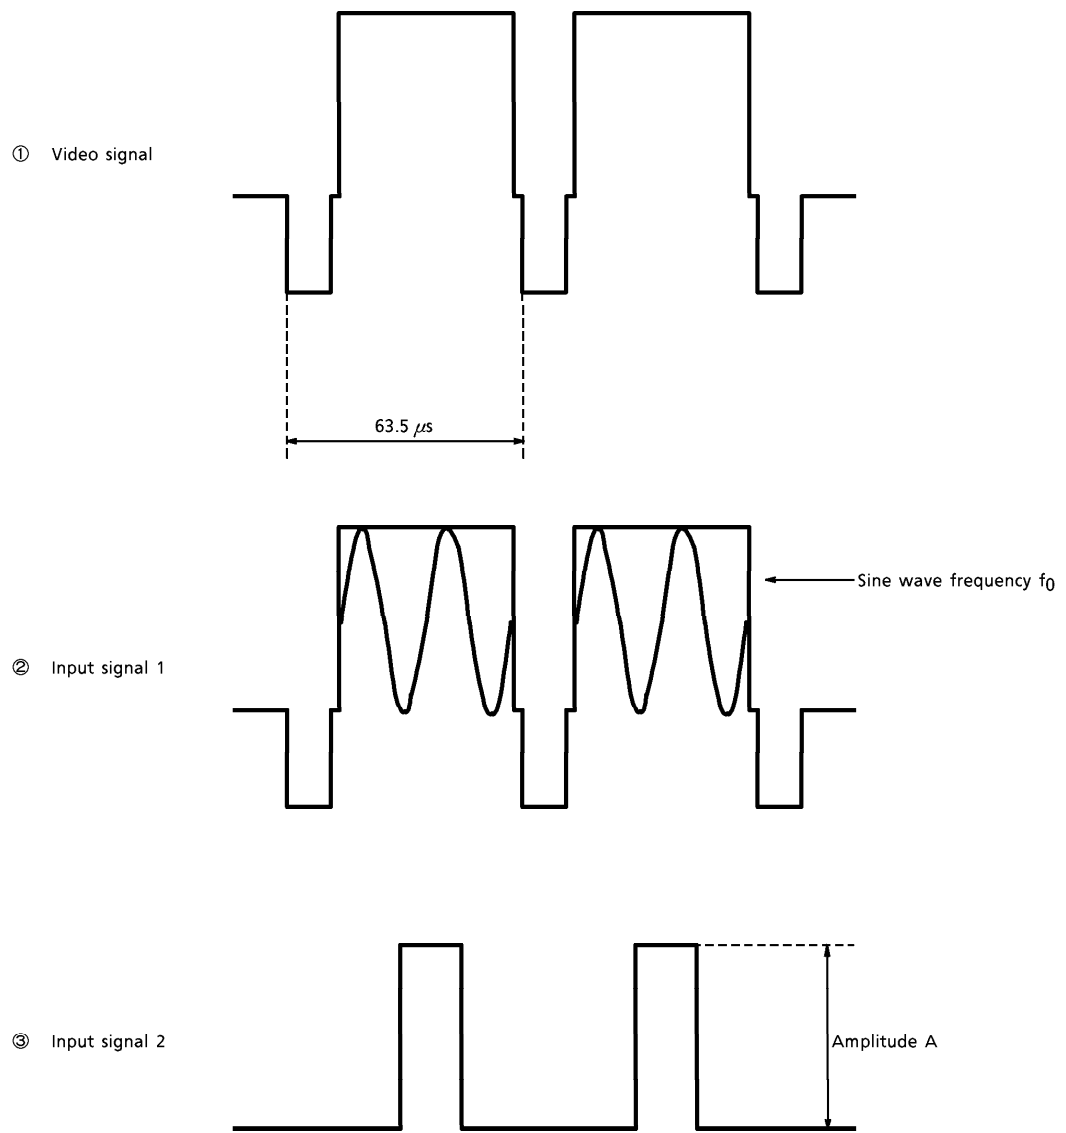 ① Video signal
63.5 μs
Sine wave frequency f0
② Input signal 1
③ Input signal 2
Amplitude A